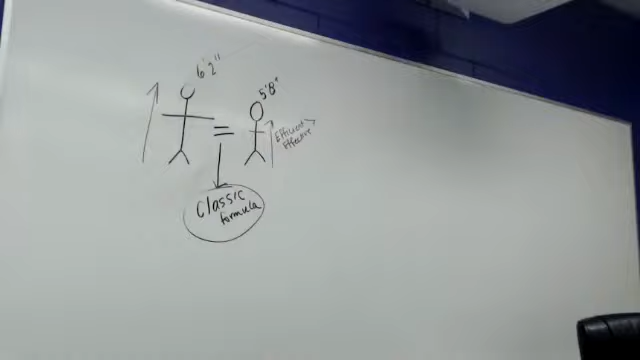 6'2"
5'8"
=
Efficient
Effective
Classic
formula